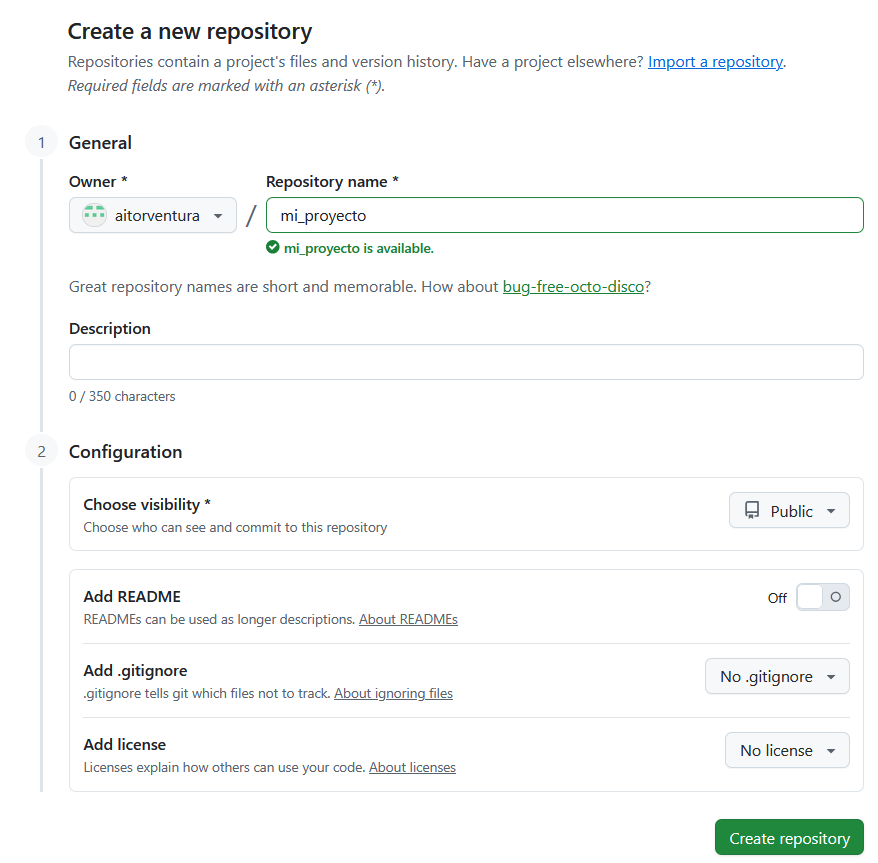 Create a new repository
Repositories contain a project's files and version history. Have a project elsewhere? Import a repository.
Required fields are marked with an asterisk (*).
1 General
Owner * Repository name *
aitorventura / mi_proyecto
mi_proyecto is available.
Great repository names are short and memorable. How about bug-free-octo-disco?
Description
0 / 350 characters
2 Configuration
Choose visibility *
Choose who can see and commit to this repository
Public
Add README
READMEs can be used as longer descriptions. About READMEs
Off
Add .gitignore
.gitignore tells git which files not to track. About ignoring files
No .gitignore
Add license
Licenses explain how others can use your code. About licenses
No license
Create repository